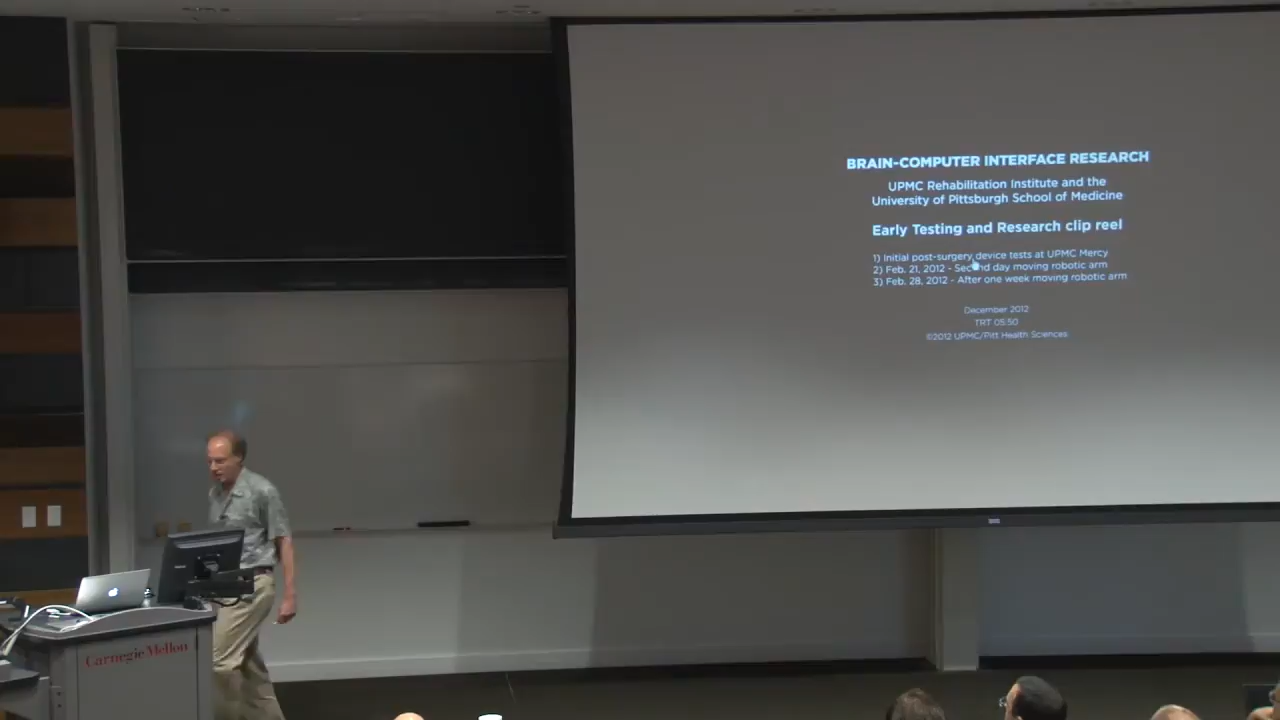 BRAIN-COMPUTER INTERFACE RESEARCH
UPMC Rehabilitation Institute and the
University of Pittsburgh School of Medicine
Early Testing and Research clip reel
1) Initial post-surgery device tests at UPMC Mercy
2) Feb. 21, 2012 - Second day moving robotic arm
3) Feb. 28, 2012 - After one week moving robotic arm
December 2012
TRT 05:50
©2012 UPMC/Pitt Health Sciences
Carnegie Mellon